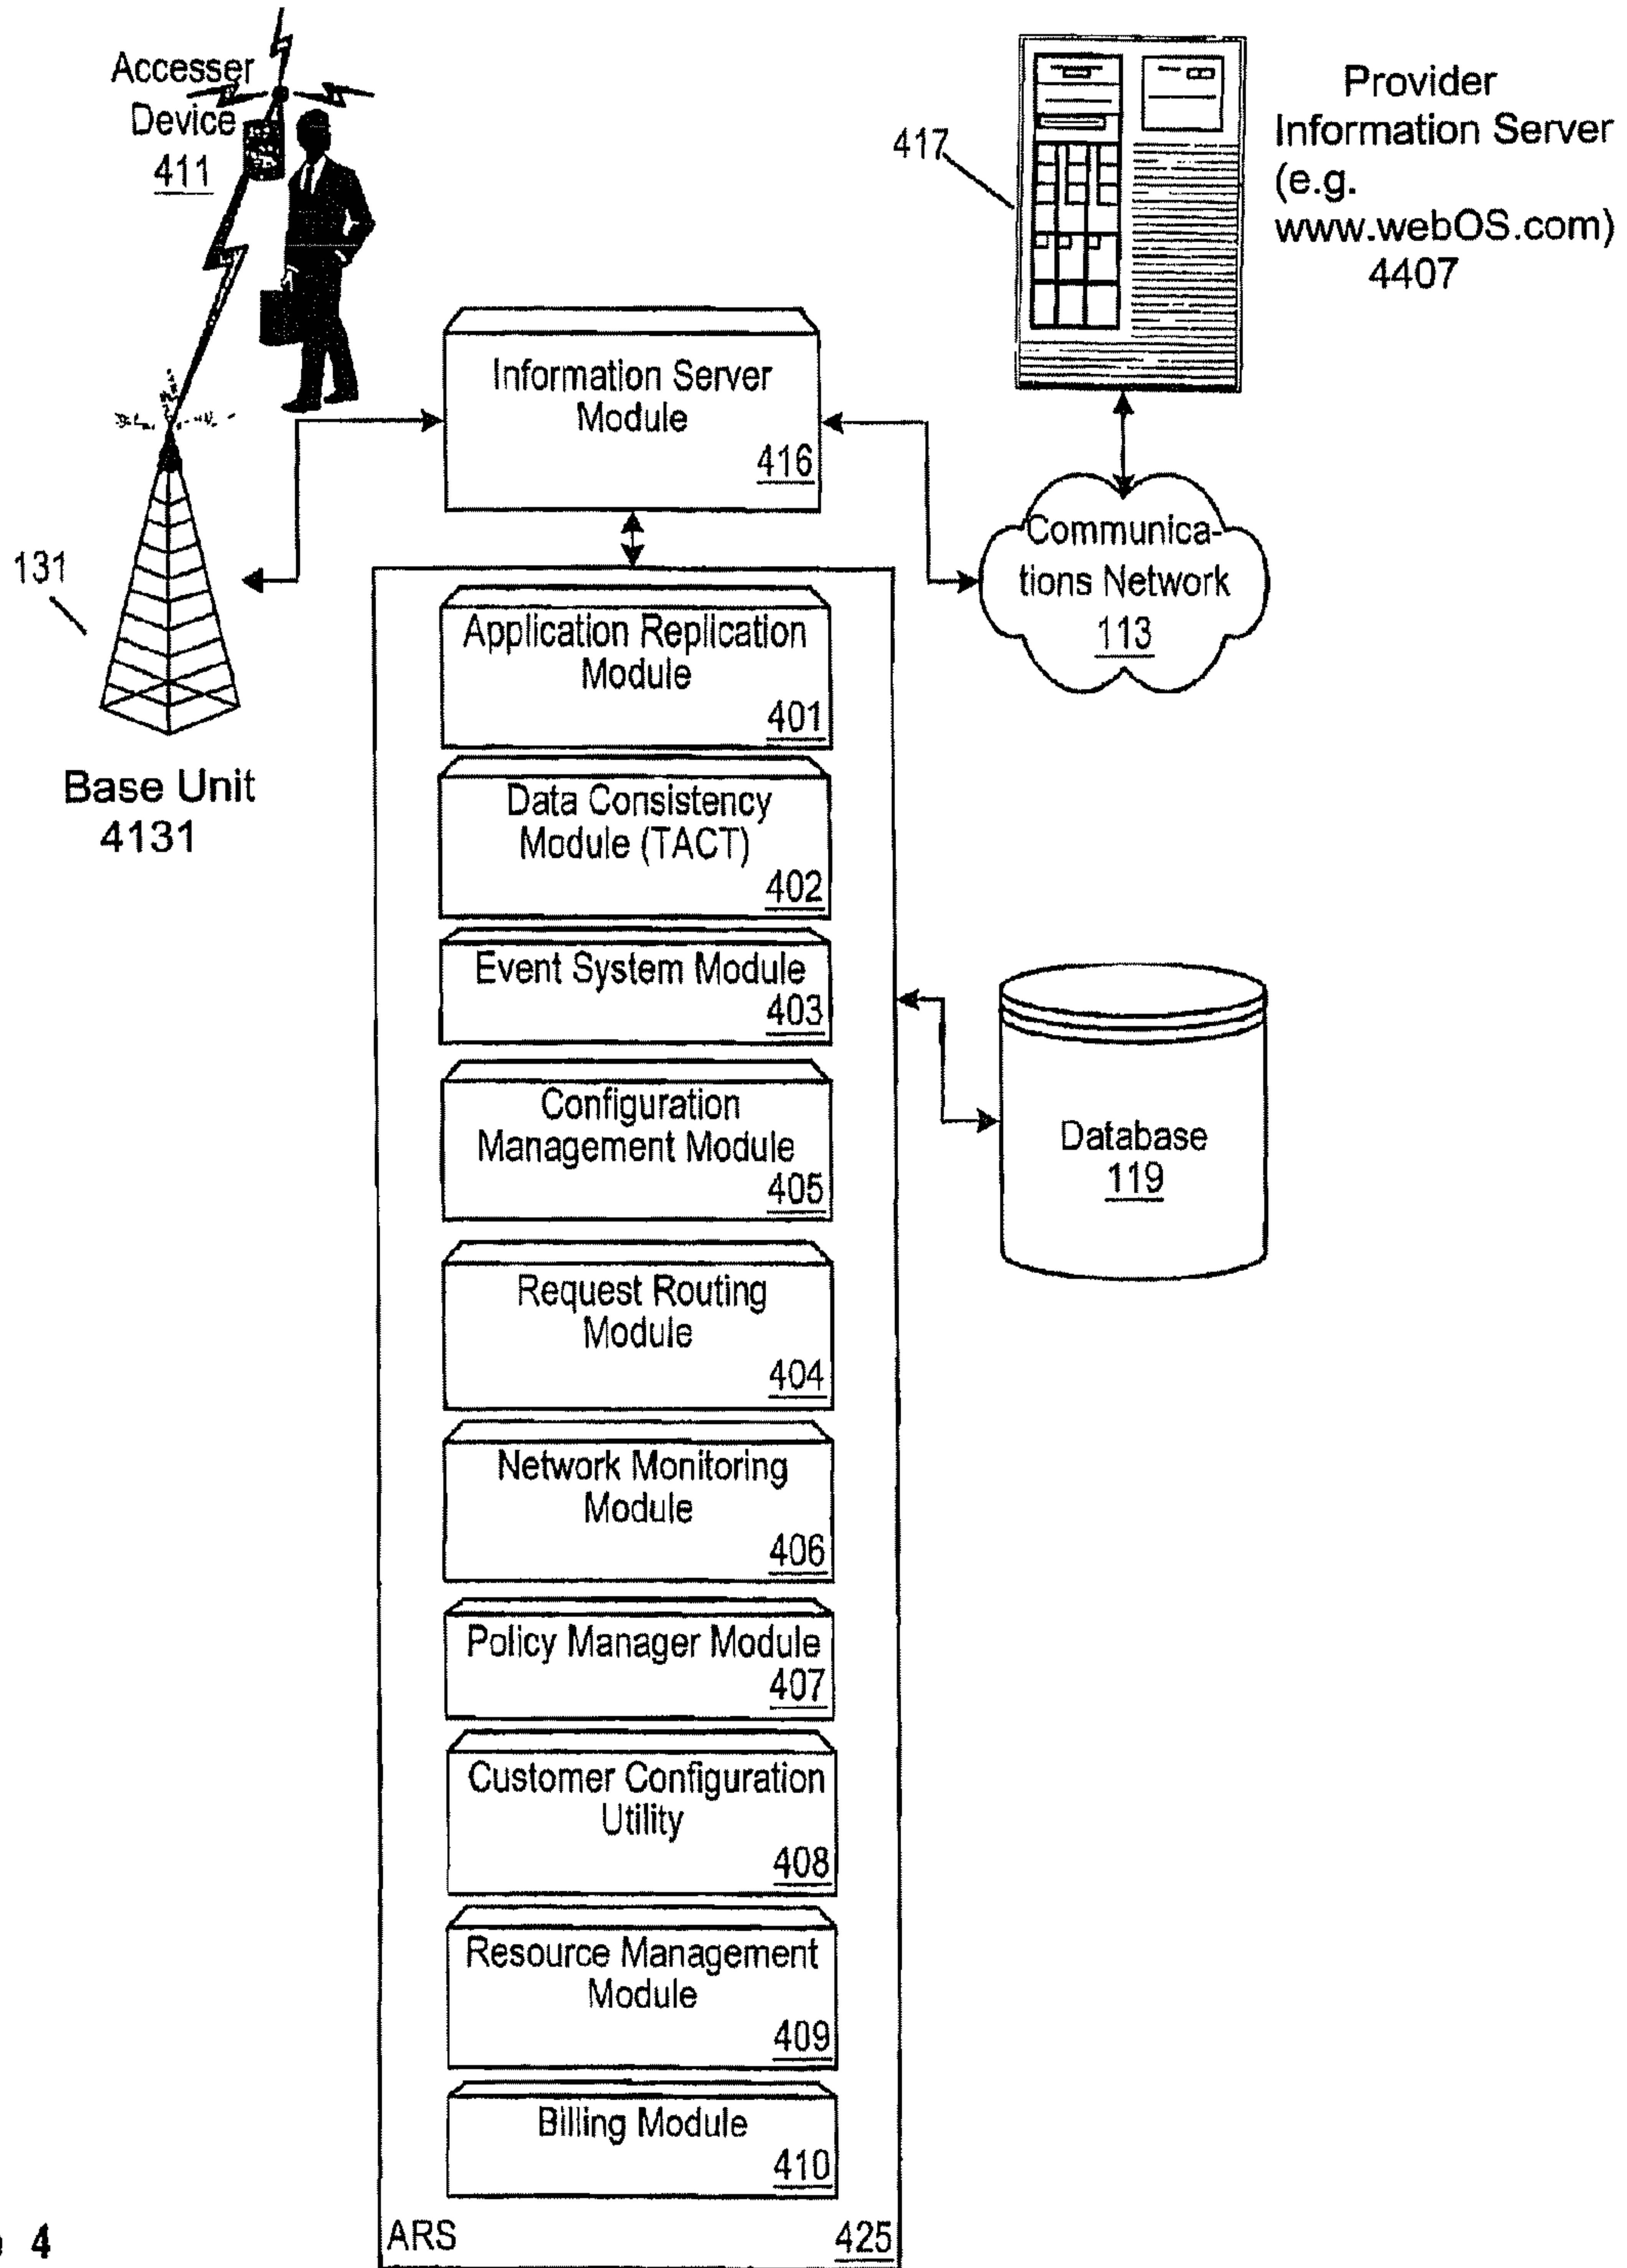 Accesser
Device
411
417
Provider
Information Server
(e.g.
www.webOS.com)
4407
Information Server
Module
416
Communica-
tions Network
113
131
Base Unit
4131
Application Replication
Module
401
Data Consistency
Module (TACT)
402
Event System Module
403
Configuration
Management Module
405
Database
119
Request Routing
Module
404
Network Monitoring
Module
406
Policy Manager Module
407
Customer Configuration
Utility
408
Resource Management
Module
409
Billing Module
410
ARS
425
4